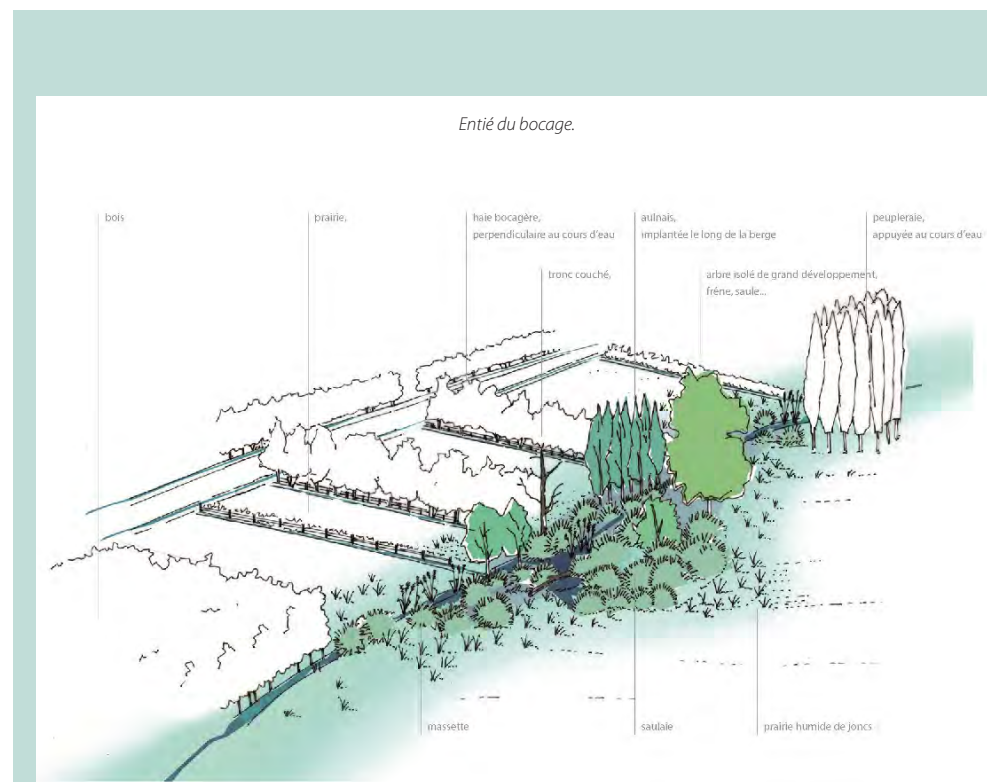 Entié du bocage.
bois
prairie,
haie bocagère,
perpendiculaire au cours d'eau
aulnais,
implantée le long de la berge
peupleraie,
appuyée au cours d'eau
tronc couché,
arbre isolé de grand développement,
frêne, saule...
massette
saulaie
prairie humide de joncs